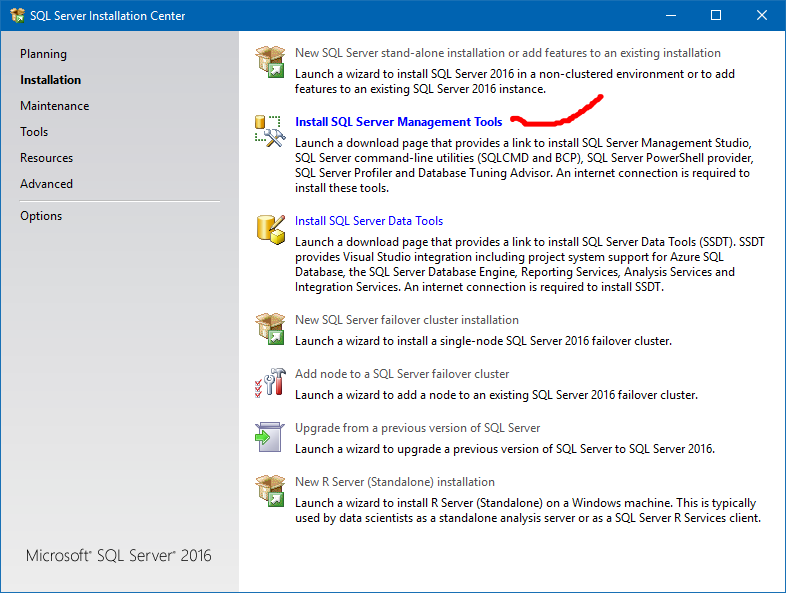 SQL Server Installation Center
Planning
Installation
Maintenance
Tools
Resources
Advanced
Options
New SQL Server stand-alone installation or add features to an existing installation
Launch a wizard to install SQL Server 2016 in a non-clustered environment or to add
features to an existing SQL Server 2016 instance.
Install SQL Server Management Tools
Launch a download page that provides a link to install SQL Server Management Studio,
SQL Server command-line utilities (SQLCMD and BCP), SQL Server PowerShell provider,
SQL Server Profiler and Database Tuning Advisor. An internet connection is required to
install these tools.
Install SQL Server Data Tools
Launch a download page that provides a link to install SQL Server Data Tools (SSDT). SSDT
provides Visual Studio integration including project system support for Azure SQL
Database, the SQL Server Database Engine, Reporting Services, Analysis Services and
Integration Services. An internet connection is required to install SSDT.
New SQL Server failover cluster installation
Launch a wizard to install a single-node SQL Server 2016 failover cluster.
Add node to a SQL Server failover cluster
Launch a wizard to add a node to an existing SQL Server 2016 failover cluster.
Upgrade from a previous version of SQL Server
Launch a wizard to upgrade a previous version of SQL Server to SQL Server 2016.
New R Server (Standalone) installation
Launch a wizard to install R Server (Standalone) on a Windows machine. This is typically
used by data scientists as a standalone analysis server or as a SQL Server R Services client.
Microsoft® SQL Server® 2016